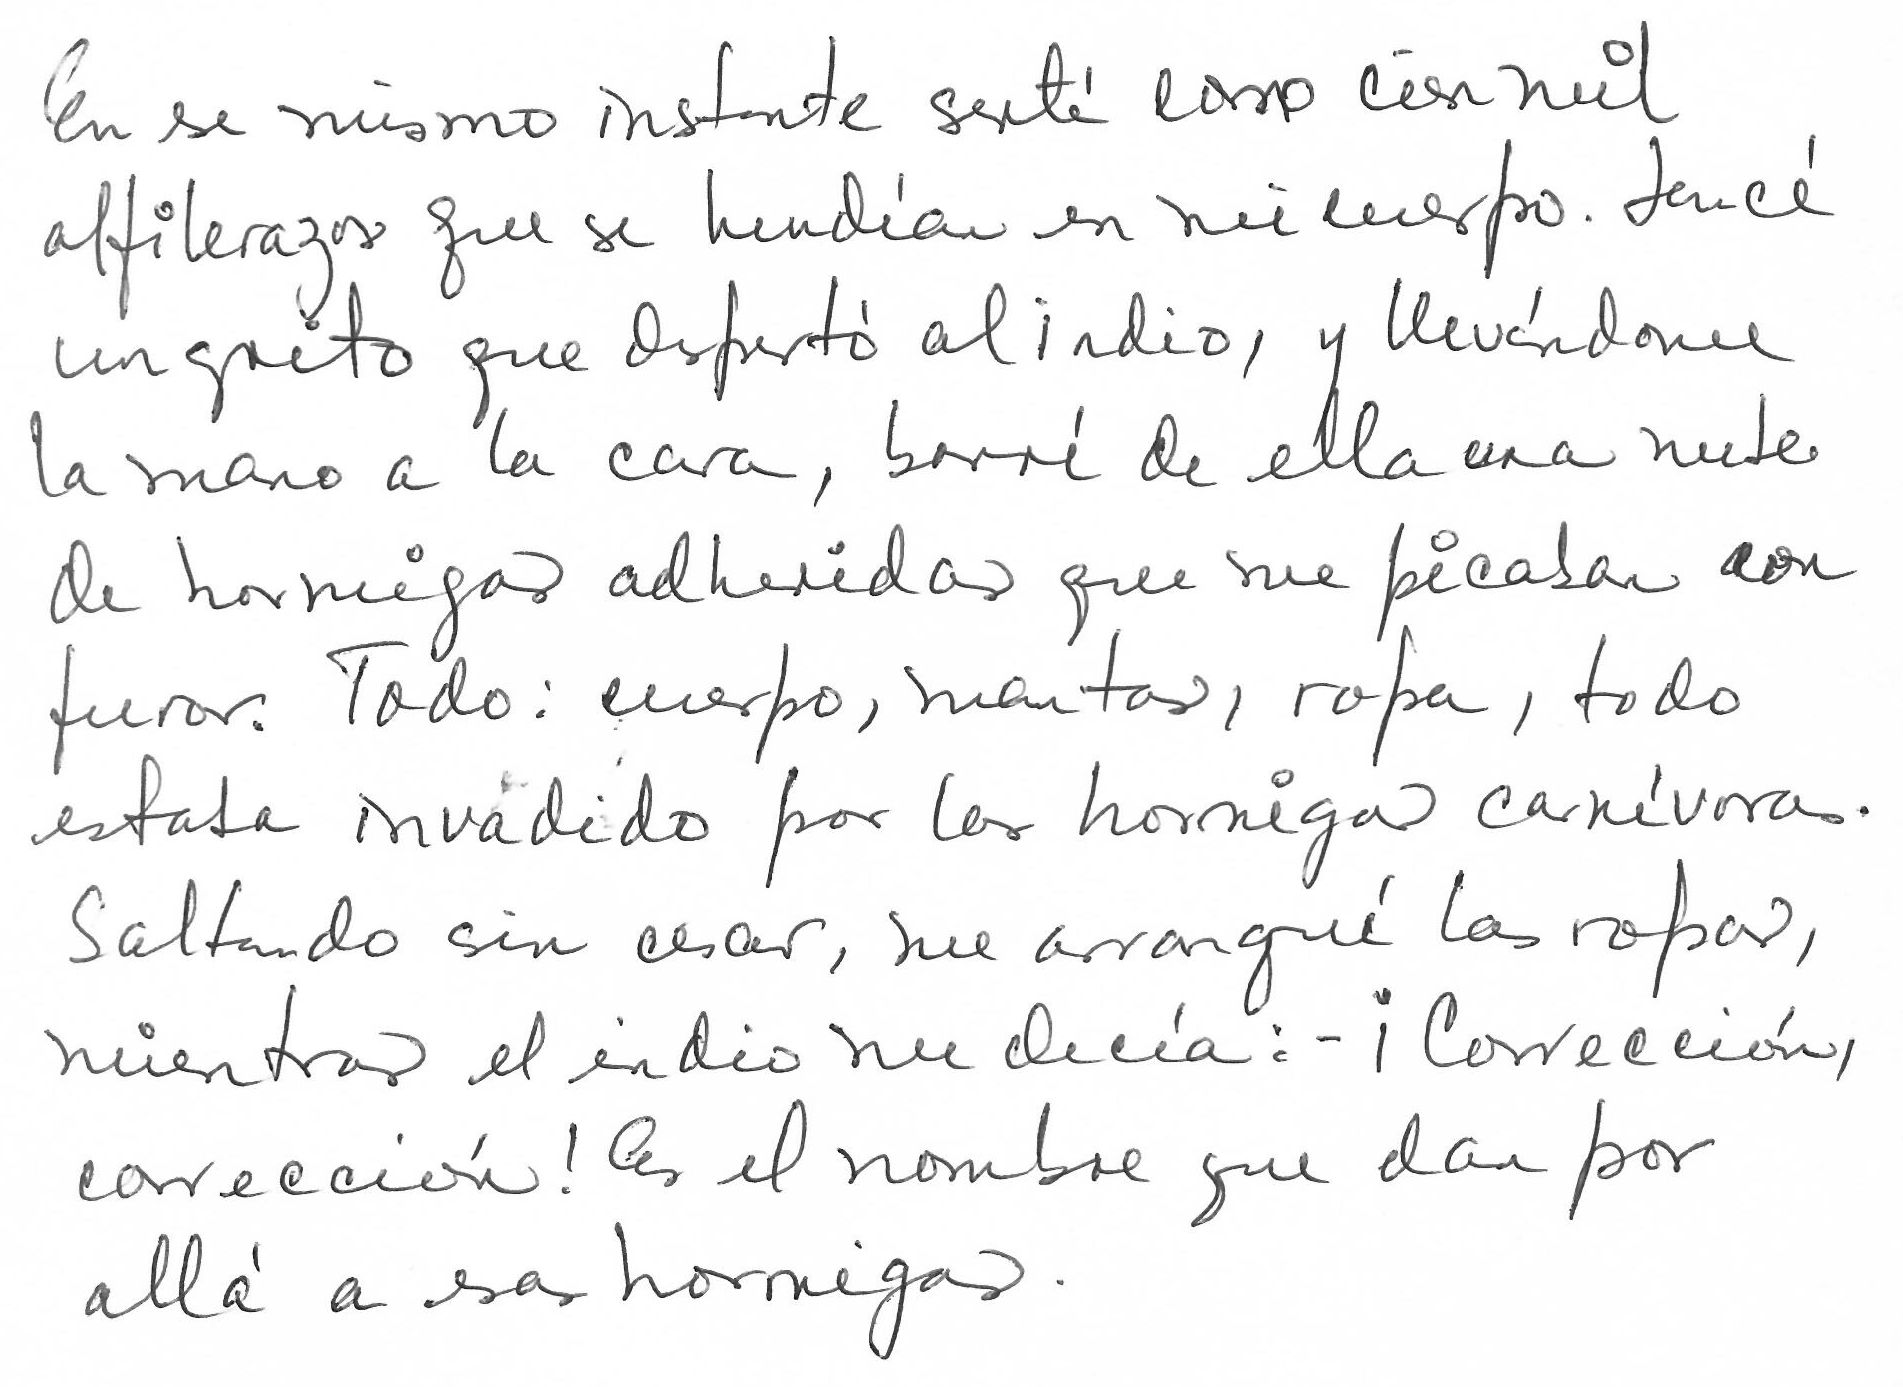 En se mismo instante sentí como cien mil
alfilerazos que se hundían en mi cuerpo. Lancé
un grito que despertó al indio, y llevándome
la mano a la cara, barrí de ella una nube
de hormigas adheridas que me picaban con
furor. Todo: cuerpo, mantas, ropa, todo
estaba invadido por las hormigas carnívoras.
Saltando sin cesar, me arranqué las ropas,
mientras el indio me decía: - ¡Corrección,
corrección! Es el nombre que dan por
allá a esas hormigas.